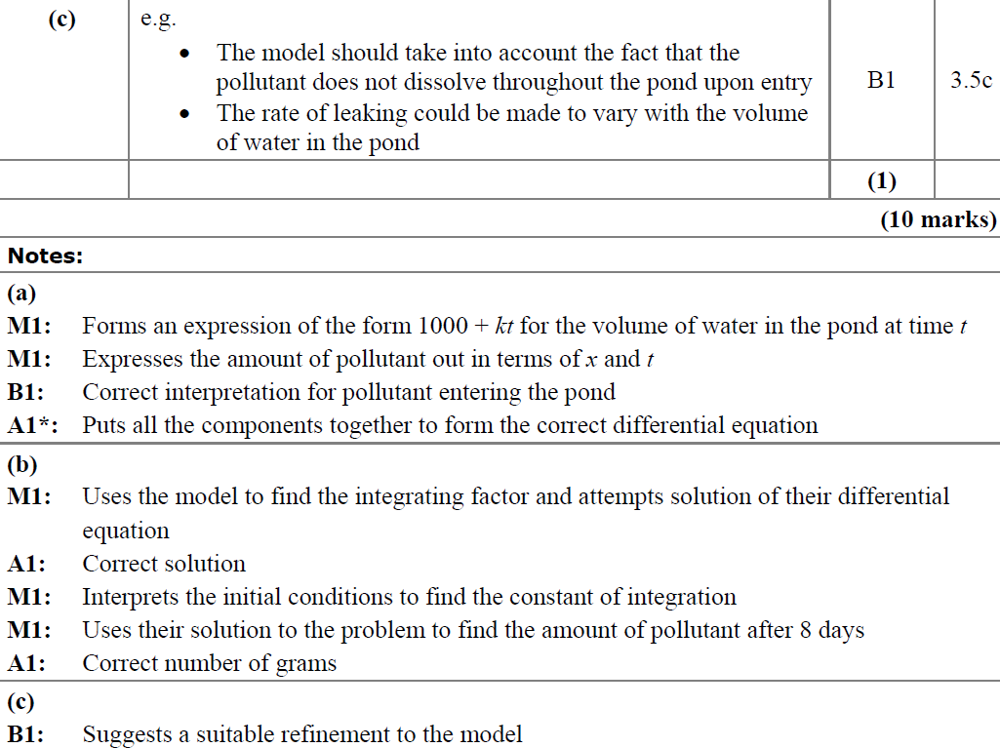 (c) e.g.
• The model should take into account the fact that the
pollutant does not dissolve throughout the pond upon entry B1 3.5c
• The rate of leaking could be made to vary with the volume
of water in the pond
(1)
(10 marks)
Notes:
(a)
M1: Forms an expression of the form 1000 + kt for the volume of water in the pond at time t
M1: Expresses the amount of pollutant out in terms of x and t
B1: Correct interpretation for pollutant entering the pond
A1*: Puts all the components together to form the correct differential equation
(b)
M1: Uses the model to find the integrating factor and attempts solution of their differential
equation
A1: Correct solution
M1: Interprets the initial conditions to find the constant of integration
M1: Uses their solution to the problem to find the amount of pollutant after 8 days
A1: Correct number of grams
(c)
B1: Suggests a suitable refinement to the model